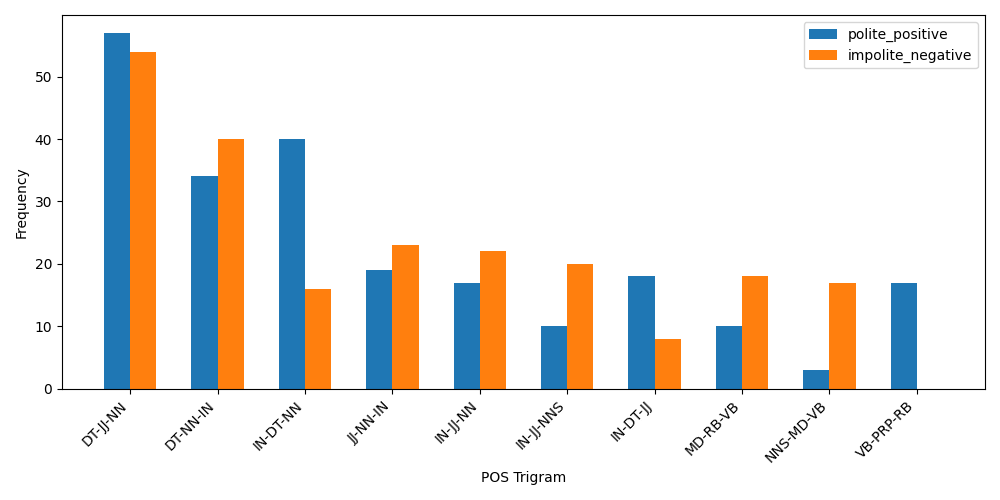 polite_positive
impolite_negative
Frequency
50
40
30
20
10
0
DT-JJ-NN
DT-NN-IN
IN-DT-NN
JJ-NN-IN
IN-JJ-NN
IN-JJ-NNS
IN-DT-JJ
MD-RB-VB
NNS-MD-VB
VB-PRP-RB
POS Trigram